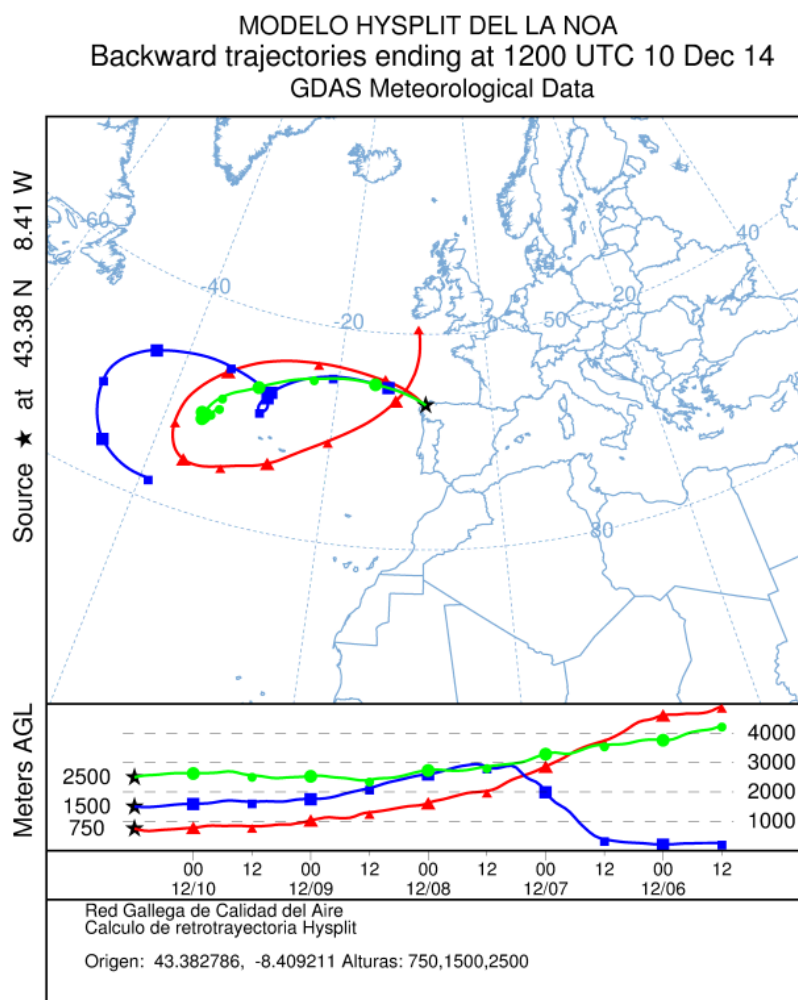 MODELO HYSPLIT DEL LA NOA
Backward trajectories ending at 1200 UTC 10 Dec 14
GDAS Meteorological Data
Source ★ at 43.38 N 8.41 W
-60
-40
-20
40
20
50
30
Meters AGL
2500
1500
750
4000
3000
2000
1000
00 12 00 12 00 12 00 12 00 12
12/10 12/09 12/08 12/07 12/06
Red Gallega de Calidad del Aire
Calculo de retrotrayectoria Hysplit
Origen: 43.382786, -8.409211 Alturas: 750,1500,2500